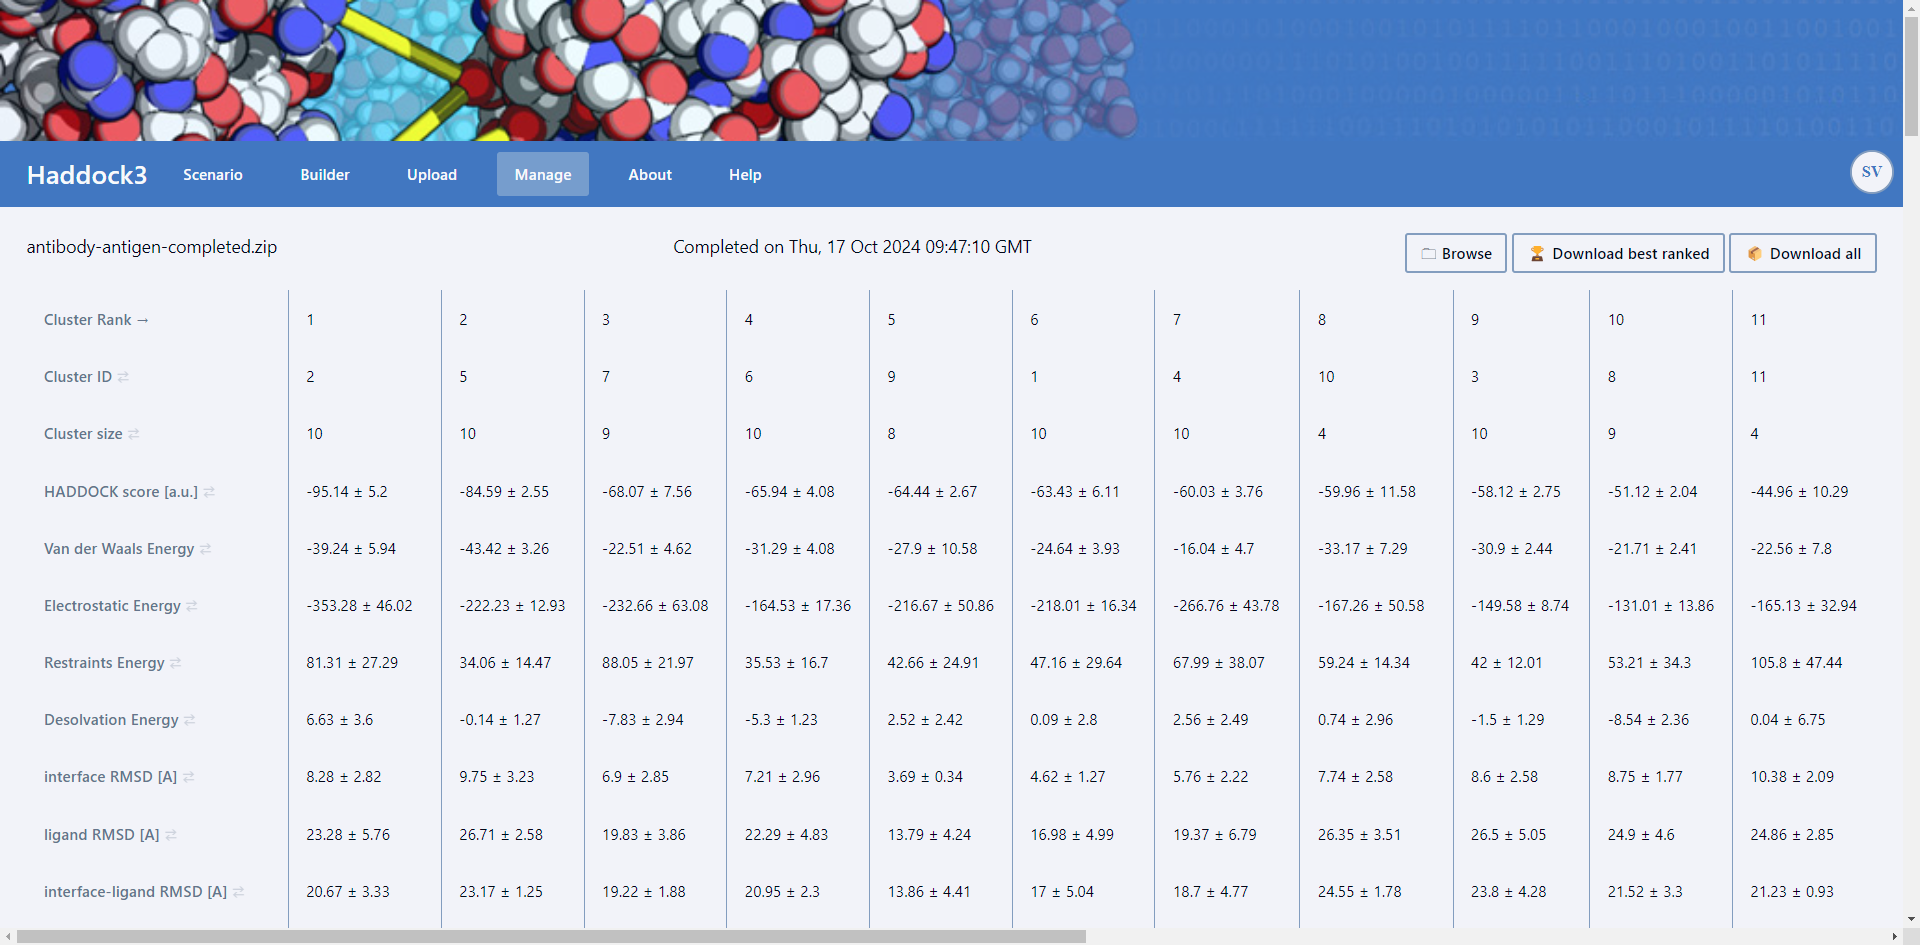 Haddock3 Scenario Builder Upload Manage About Help SV
antibody-antigen-completed.zip Completed on Thu, 17 Oct 2024 09:47:10 GMT Browse Download best ranked Download all
Cluster Rank → 1 2 3 4 5 6 7 8 9 10 11
Cluster ID ⇄ 2 5 7 6 9 1 4 10 3 8 11
Cluster size ⇄ 10 10 9 10 8 10 10 4 10 9 4
HADDOCK score [a.u.] ⇄ -95.14 ± 5.2 -84.59 ± 2.55 -68.07 ± 7.56 -65.94 ± 4.08 -64.44 ± 2.67 -63.43 ± 6.11 -60.03 ± 3.76 -59.96 ± 11.58 -58.12 ± 2.75 -51.12 ± 2.04 -44.96 ± 10.29
Van der Waals Energy ⇄ -39.24 ± 5.94 -43.42 ± 3.26 -22.51 ± 4.62 -31.29 ± 4.08 -27.9 ± 10.58 -24.64 ± 3.93 -16.04 ± 4.7 -33.17 ± 7.29 -30.9 ± 2.44 -21.71 ± 2.41 -22.56 ± 7.8
Electrostatic Energy ⇄ -353.28 ± 46.02 -222.23 ± 12.93 -232.66 ± 63.08 -164.53 ± 17.36 -216.67 ± 50.86 -218.01 ± 16.34 -266.76 ± 43.78 -167.26 ± 50.58 -149.58 ± 8.74 -131.01 ± 13.86 -165.13 ± 32.94
Restraints Energy ⇄ 81.31 ± 27.29 34.06 ± 14.47 88.05 ± 21.97 35.53 ± 16.7 42.66 ± 24.91 47.16 ± 29.64 67.99 ± 38.07 59.24 ± 14.34 42 ± 12.01 53.21 ± 34.3 105.8 ± 47.44
Desolvation Energy ⇄ 6.63 ± 3.6 -0.14 ± 1.27 -7.83 ± 2.94 -5.3 ± 1.23 2.52 ± 2.42 0.09 ± 2.8 2.56 ± 2.49 0.74 ± 2.96 -1.5 ± 1.29 -8.54 ± 2.36 0.04 ± 6.75
interface RMSD [A] ⇄ 8.28 ± 2.82 9.75 ± 3.23 6.9 ± 2.85 7.21 ± 2.96 3.69 ± 0.34 4.62 ± 1.27 5.76 ± 2.22 7.74 ± 2.58 8.6 ± 2.58 8.75 ± 1.77 10.38 ± 2.09
ligand RMSD [A] ⇄ 23.28 ± 5.76 26.71 ± 2.58 19.83 ± 3.86 22.29 ± 4.83 13.79 ± 4.24 16.98 ± 4.99 19.37 ± 6.79 26.35 ± 3.51 26.5 ± 5.05 24.9 ± 4.6 24.86 ± 2.85
interface-ligand RMSD [A] ⇄ 20.67 ± 3.33 23.17 ± 1.25 19.22 ± 1.88 20.95 ± 2.3 13.86 ± 4.41 17 ± 5.04 18.7 ± 4.77 24.55 ± 1.78 23.8 ± 4.28 21.52 ± 3.3 21.23 ± 0.93